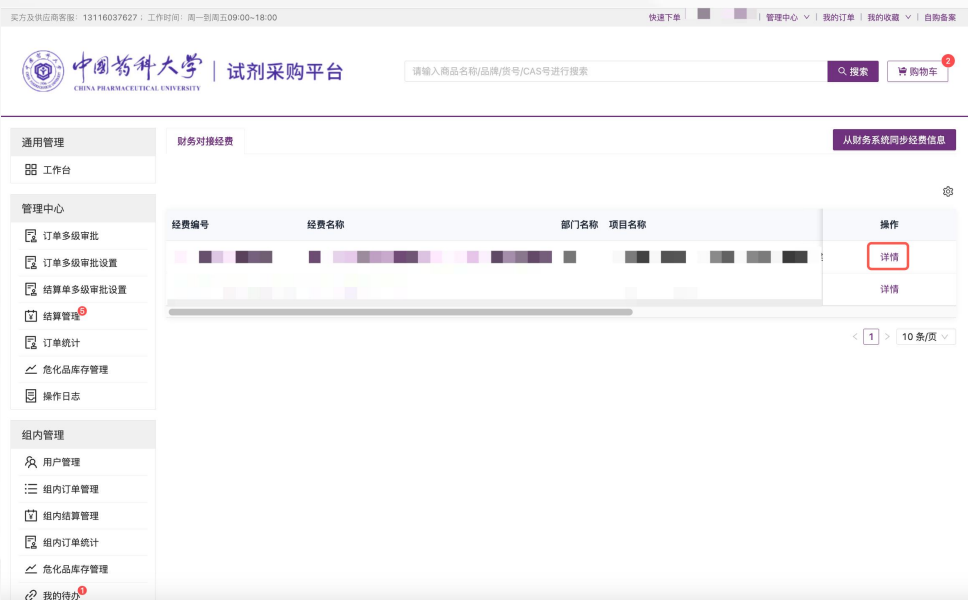 买方及供应商客服：13116037627； 工作时间：周一到周五09:00~18:00
快速下单 管理中心 我的订单 我的收藏 自购备案
中国药科大学 试剂采购平台
CHINA PHARMACEUTICAL UNIVERSITY
请输入商品名称/品牌/货号/CAS号进行搜索
搜索
购物车 2
通用管理
工作台
管理中心
订单多级审批
订单多级审批设置
结算单多级审批设置
结算管理 5
订单统计
危化品库存管理
操作日志
组内管理
用户管理
组内订单管理
组内结算管理
组内订单统计
危化品库存管理
我的待办 1
财务对接经费
从财务系统同步经费信息
经费编号 经费名称 部门名称 项目名称 操作
详情
详情
< 1 > 10 条/页